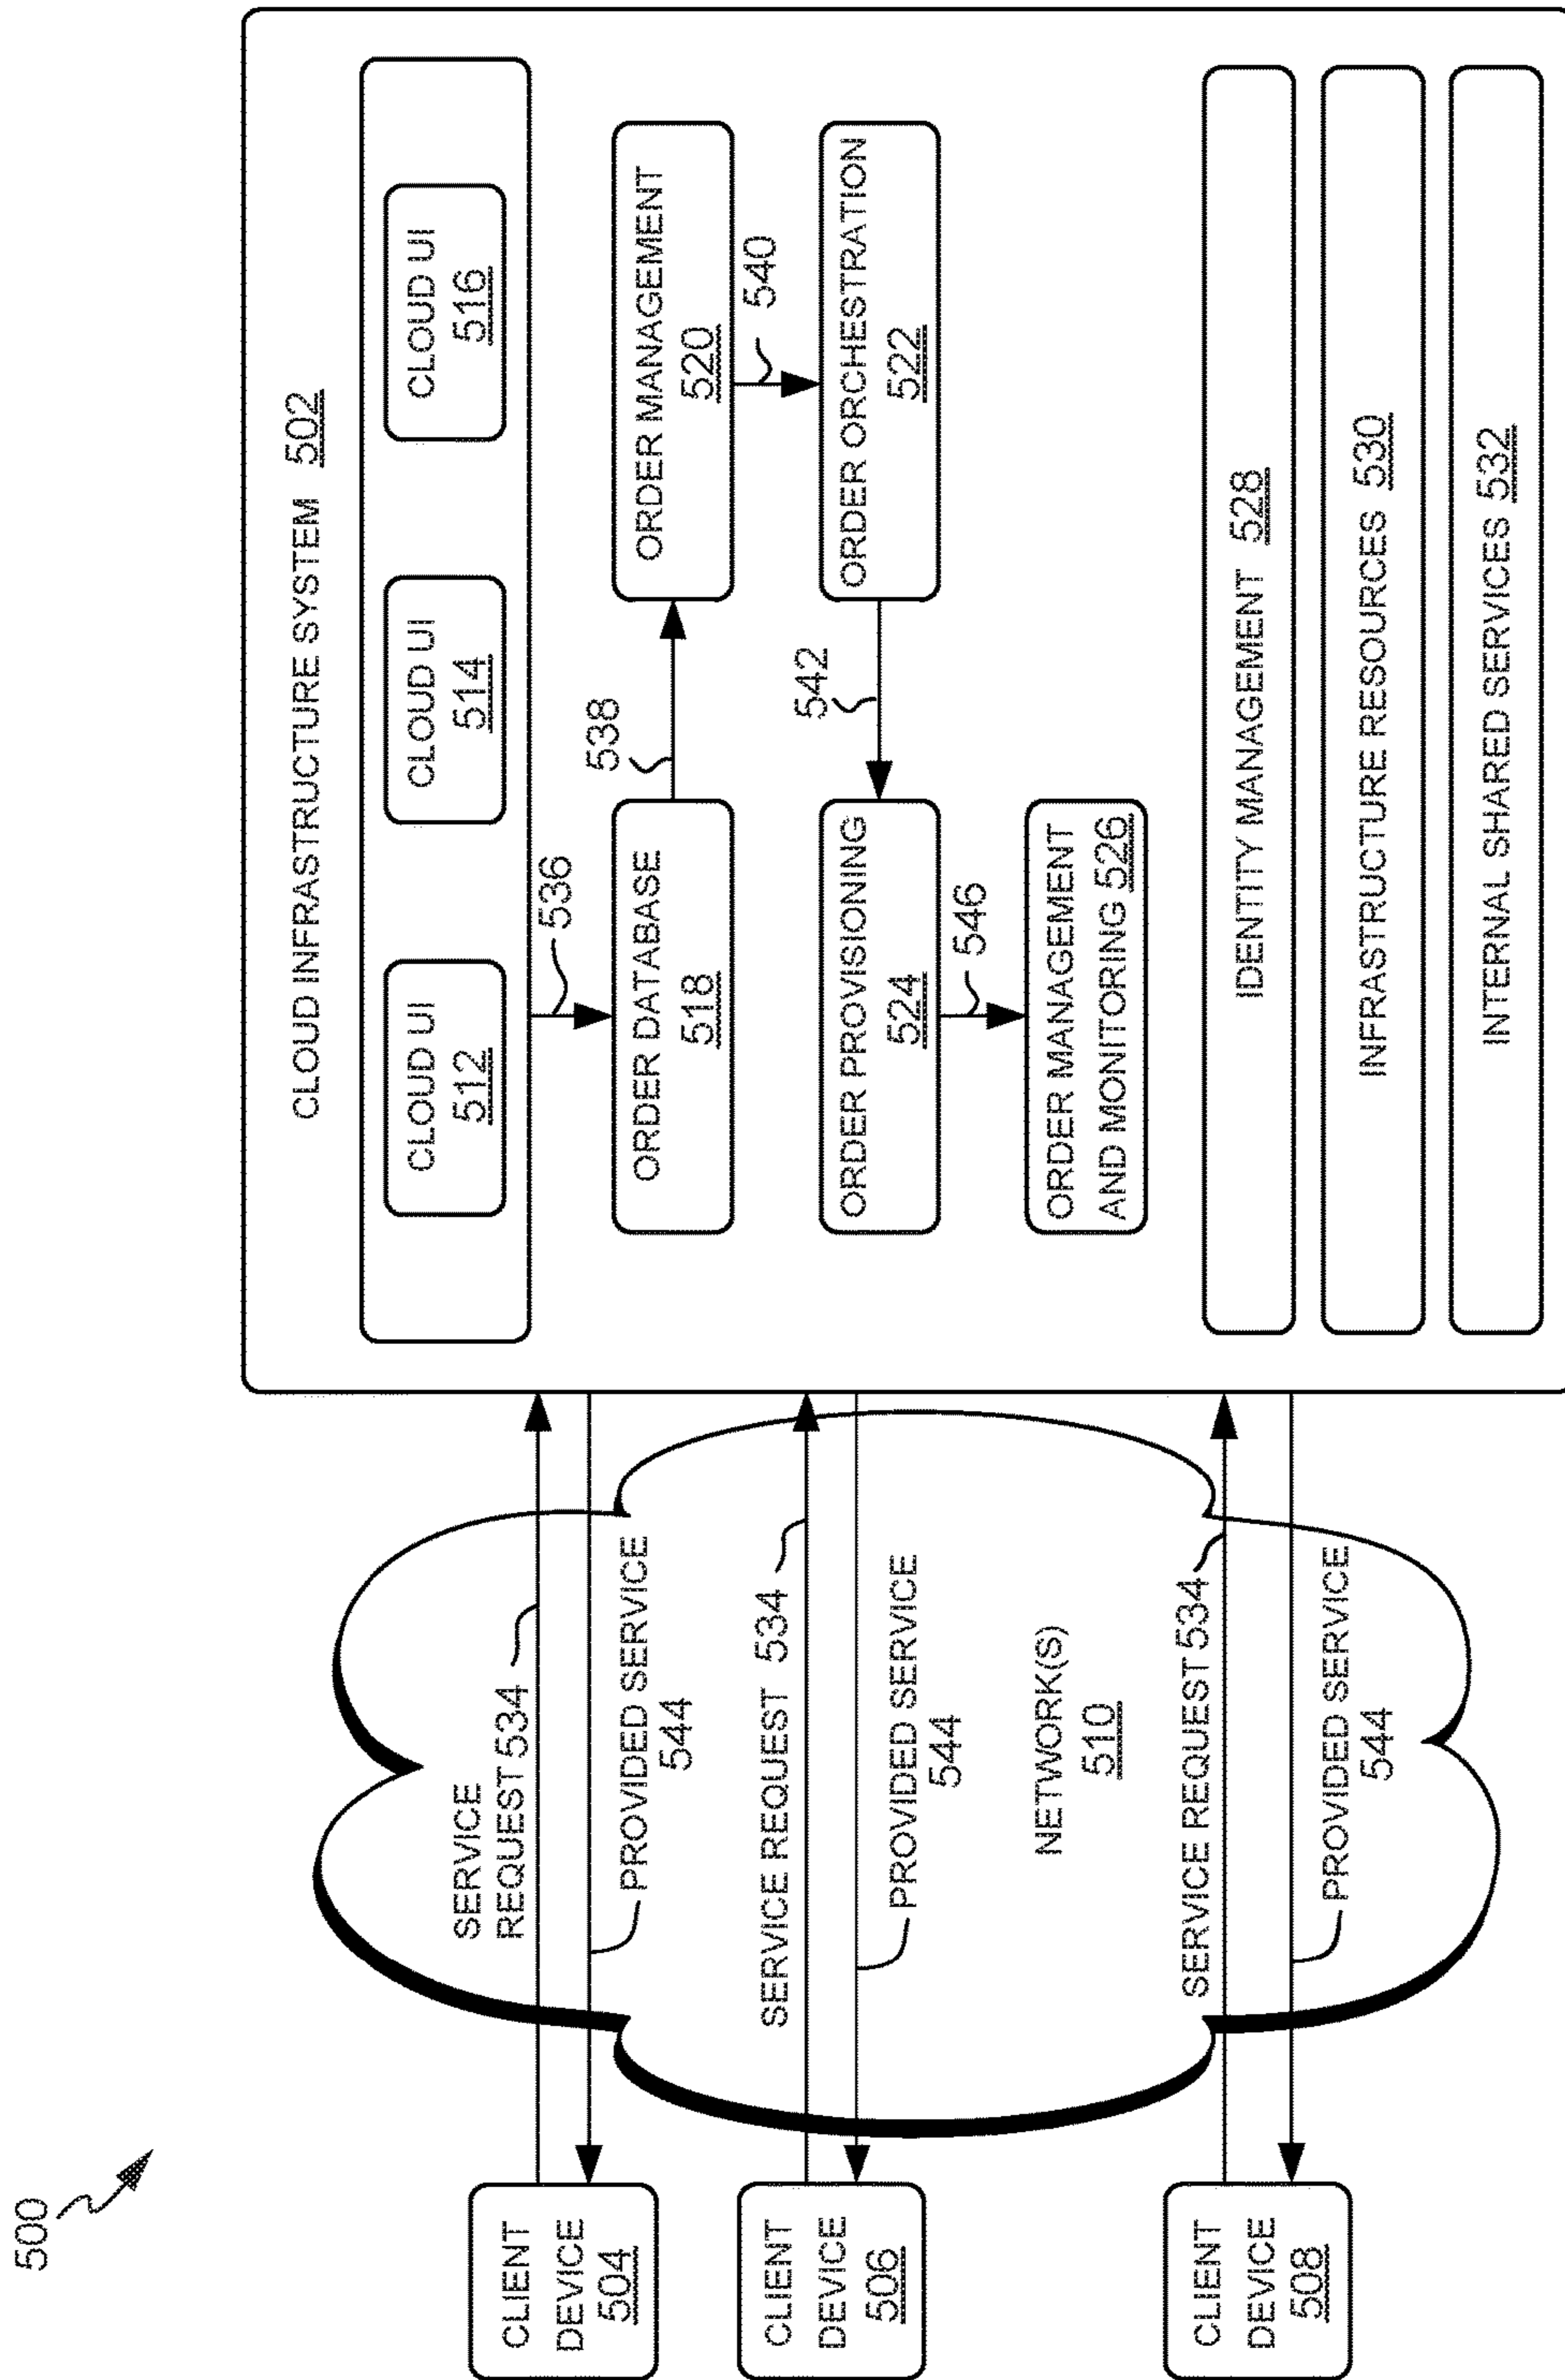 500
CLOUD INFRASTRUCTURE SYSTEM 502
CLOUD UI
512
CLOUD UI
514
CLOUD UI
516
536
ORDER DATABASE
518
538
ORDER MANAGEMENT
520
540
ORDER PROVISIONING
524
542
ORDER ORCHESTRATION
522
546
ORDER MANAGEMENT
AND MONITORING 526
IDENTITY MANAGEMENT 528
INFRASTRUCTURE RESOURCES 530
INTERNAL SHARED SERVICES 532
CLIENT
DEVICE
504
SERVICE
REQUEST 534
PROVIDED SERVICE
544
CLIENT
DEVICE
506
SERVICE REQUEST 534
PROVIDED SERVICE
544
NETWORK(S)
510
CLIENT
DEVICE
508
SERVICE REQUEST 534
PROVIDED SERVICE
544